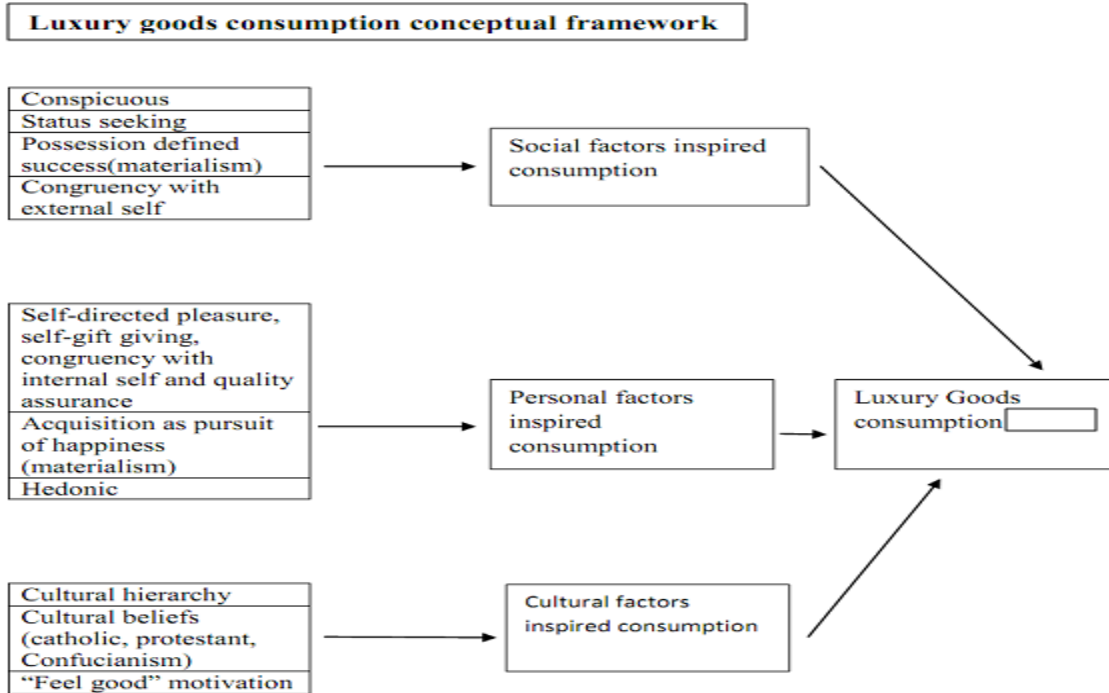 Luxury goods consumption conceptual framework
Conspicuous
Status seeking
Possession defined
success(materialism)
Congruency with
external self
Social factors inspired
consumption
Self-directed pleasure,
self-gift giving,
congruency with
internal self and quality
assurance
Acquisition as pursuit
of happiness
(materialism)
Hedonic
Personal factors
inspired
consumption
Luxury Goods
consumption
Cultural hierarchy
Cultural beliefs
(catholic, protestant,
Confucianism)
“Feel good” motivation
Cultural factors
inspired consumption